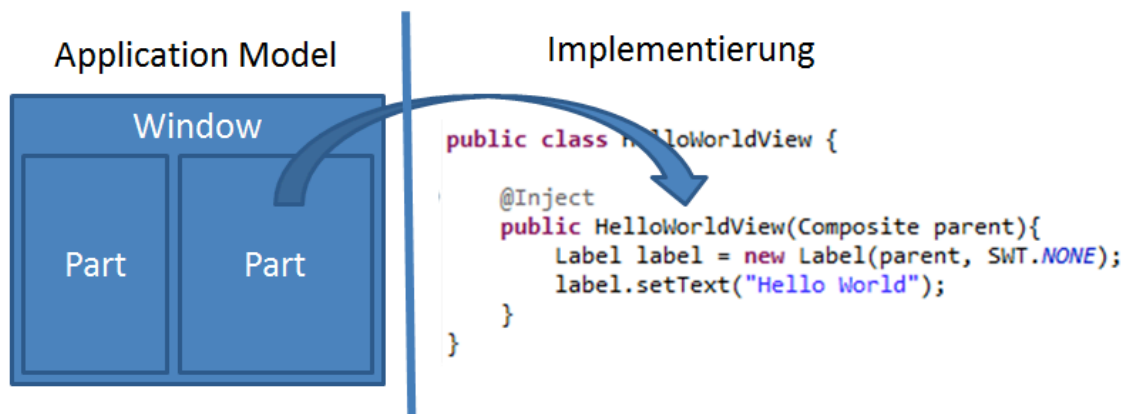 Application Model
Implementierung
Window
Part
Part
public class HelloWorldView {
@Inject
public HelloWorldView(Composite parent){
Label label = new Label(parent, SWT.NONE);
label.setText("Hello World");
}
}